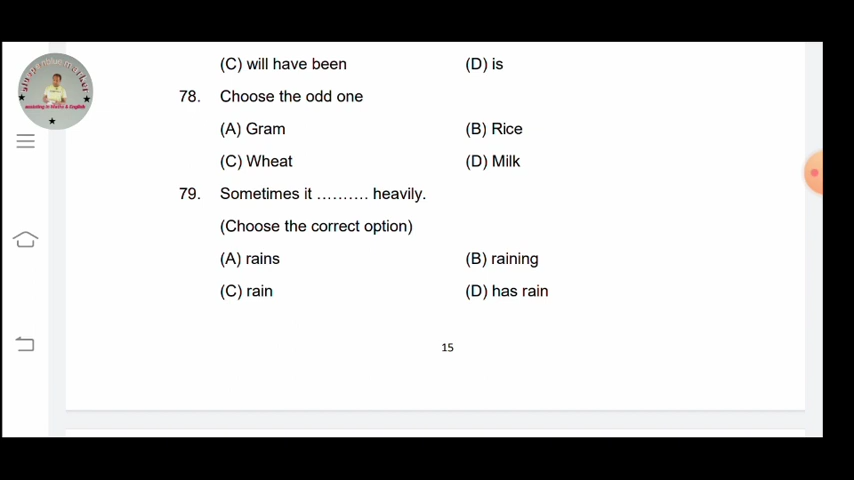 (C) will have been (D) is
78. Choose the odd one
(A) Gram (B) Rice
(C) Wheat (D) Milk
79. Sometimes it .......... heavily.
(Choose the correct option)
(A) rains (B) raining
(C) rain (D) has rain
15